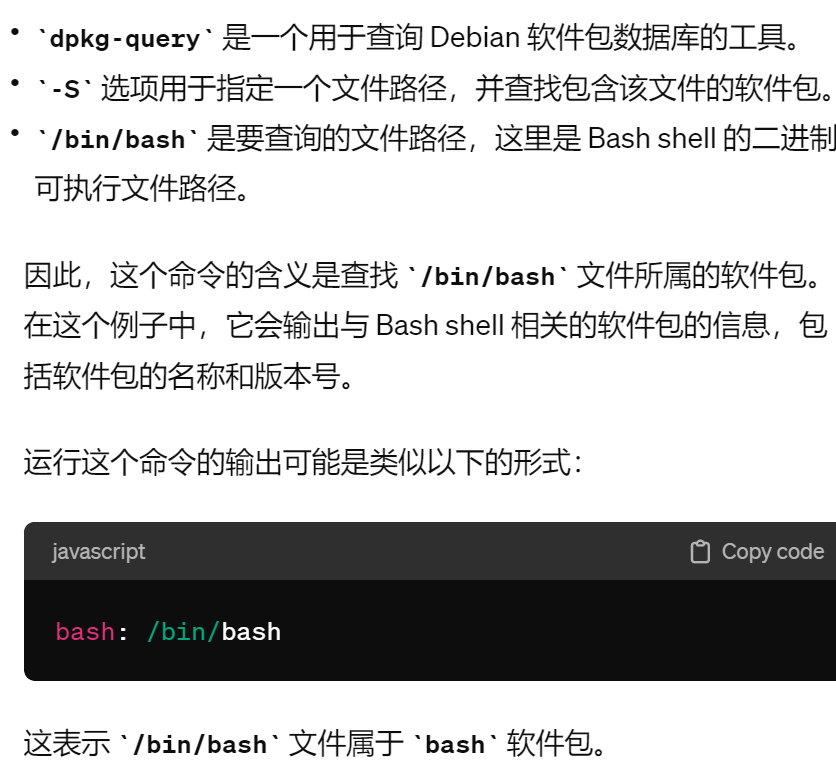 • `dpkg-query` 是一个用于查询 Debian 软件包数据库的工具。
• `-S` 选项用于指定一个文件路径，并查找包含该文件的软件包。
• `/bin/bash` 是要查询的文件路径，这里是 Bash shell 的二进制
可执行文件路径。
因此，这个命令的含义是查找 `/bin/bash` 文件所属的软件包。
在这个例子中，它会输出与 Bash shell 相关的软件包的信息，包
括软件包的名称和版本号。
运行这个命令的输出可能是类似以下的形式：
javascript Copy code
bash: /bin/bash
这表示 `/bin/bash` 文件属于 `bash` 软件包。